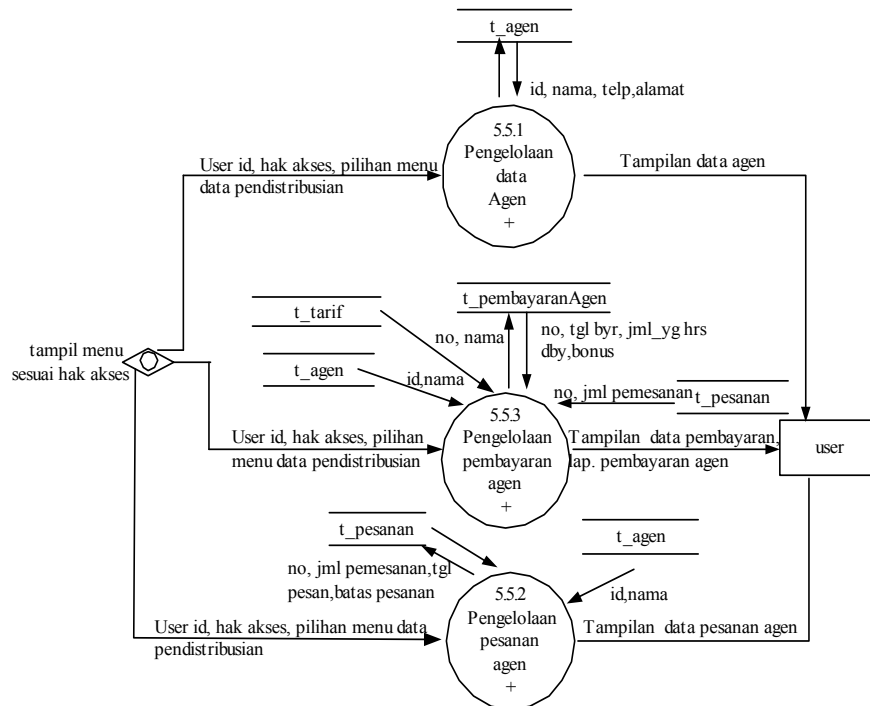 t_agen
id, nama, telp,alamat
5.5.1
Pengelolaan
data
Agen
+
User id, hak akses, pilihan menu
data pendistribusian
Tampilan data agen
t_tarif
t_pembayaranAgen
no, nama
no, tgl byr, jml_yg hrs
dby,bonus
tampil menu
sesuai hak akses
t_agen
id,nama
no, jml pemesanan
t_pesanan
5.5.3
Pengelolaan
pembayaran
agen
+
User id, hak akses, pilihan
menu data pendistribusian
Tampilan data pembayaran,
lap. pembayaran agen
user
t_pesanan
no, jml pemesanan,tgl
pesan,batas pesanan
t_agen
id,nama
5.5.2
Pengelolaan
pesanan
agen
+
User id, hak akses, pilihan menu data
pendistribusian
Tampilan data pesanan agen